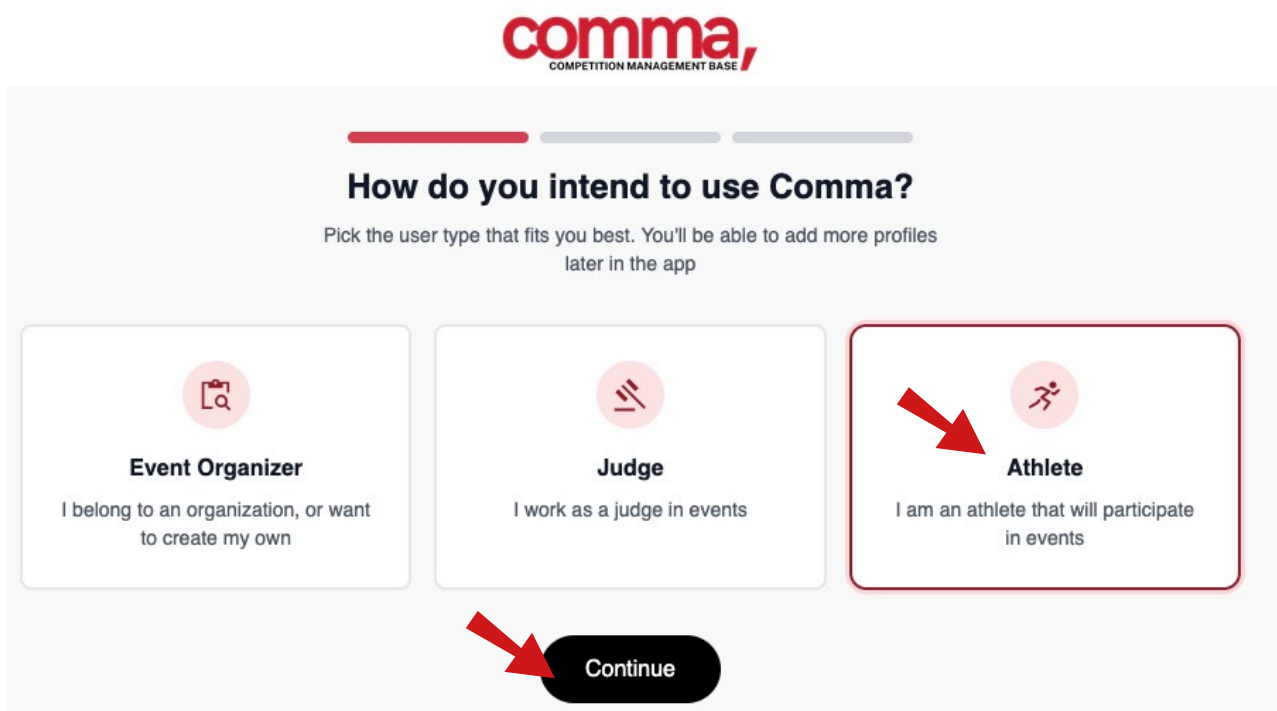 comma,
COMPETITION MANAGEMENT BASE
How do you intend to use Comma?
Pick the user type that fits you best. You'll be able to add more profiles
later in the app
Event Organizer
I belong to an organization, or want
to create my own
Judge
I work as a judge in events
Athlete
I am an athlete that will participate
in events
Continue